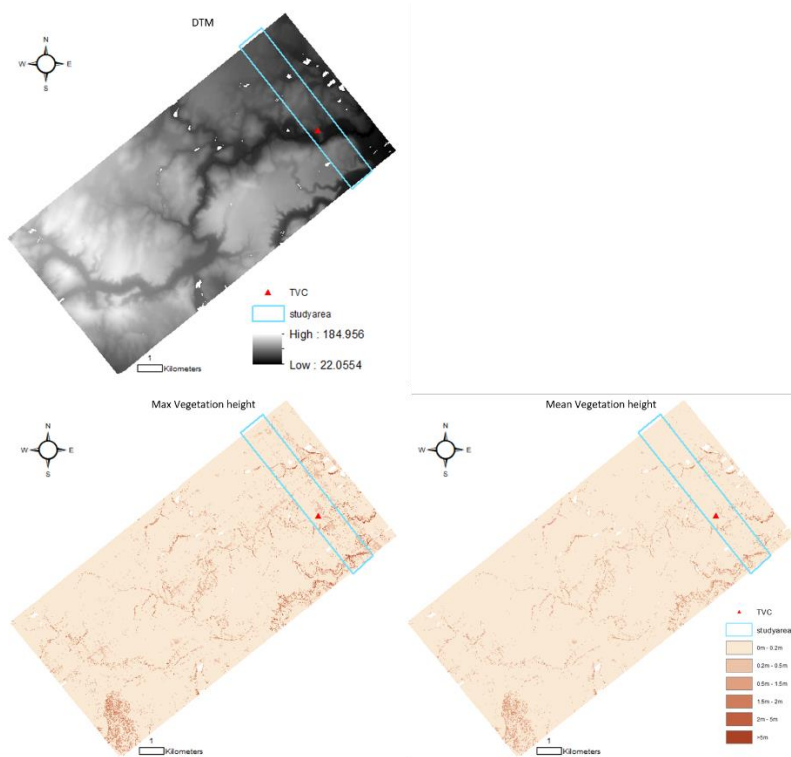 DTM
N
W E
S
TVC
studyarea
High : 184.956
Low : 22.0554
1
Kilometers
Max Vegetation height
N
W E
S
1
Kilometers
Mean Vegetation height
N
W E
S
TVC
studyarea
0m - 0.2m
0.2m - 0.5m
0.5m - 1.5m
1.5m - 2m
2m - 5m
>5m
1
Kilometers